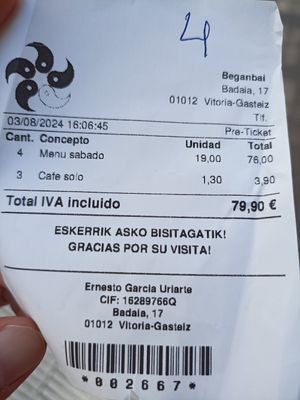 4
Beganbai
Badaia, 17
01012 Vitoria-Gasteiz
Tlf.
03/08/2024 16:06:45
Pre-Ticket
Cant. Concepto Unidad Total
4 Menu sabado 19,00 76,00
3 Cafe solo 1,30 3,90
Total IVA incluido 79,90 €
ESKERRIK ASKO BISITAGATIK!
GRACIAS POR SU VISITA!
Ernesto Garcia Uriarte
CIF: 16289766Q
Badaia, 17
01012 Vitoria-Gasteiz
*002667*